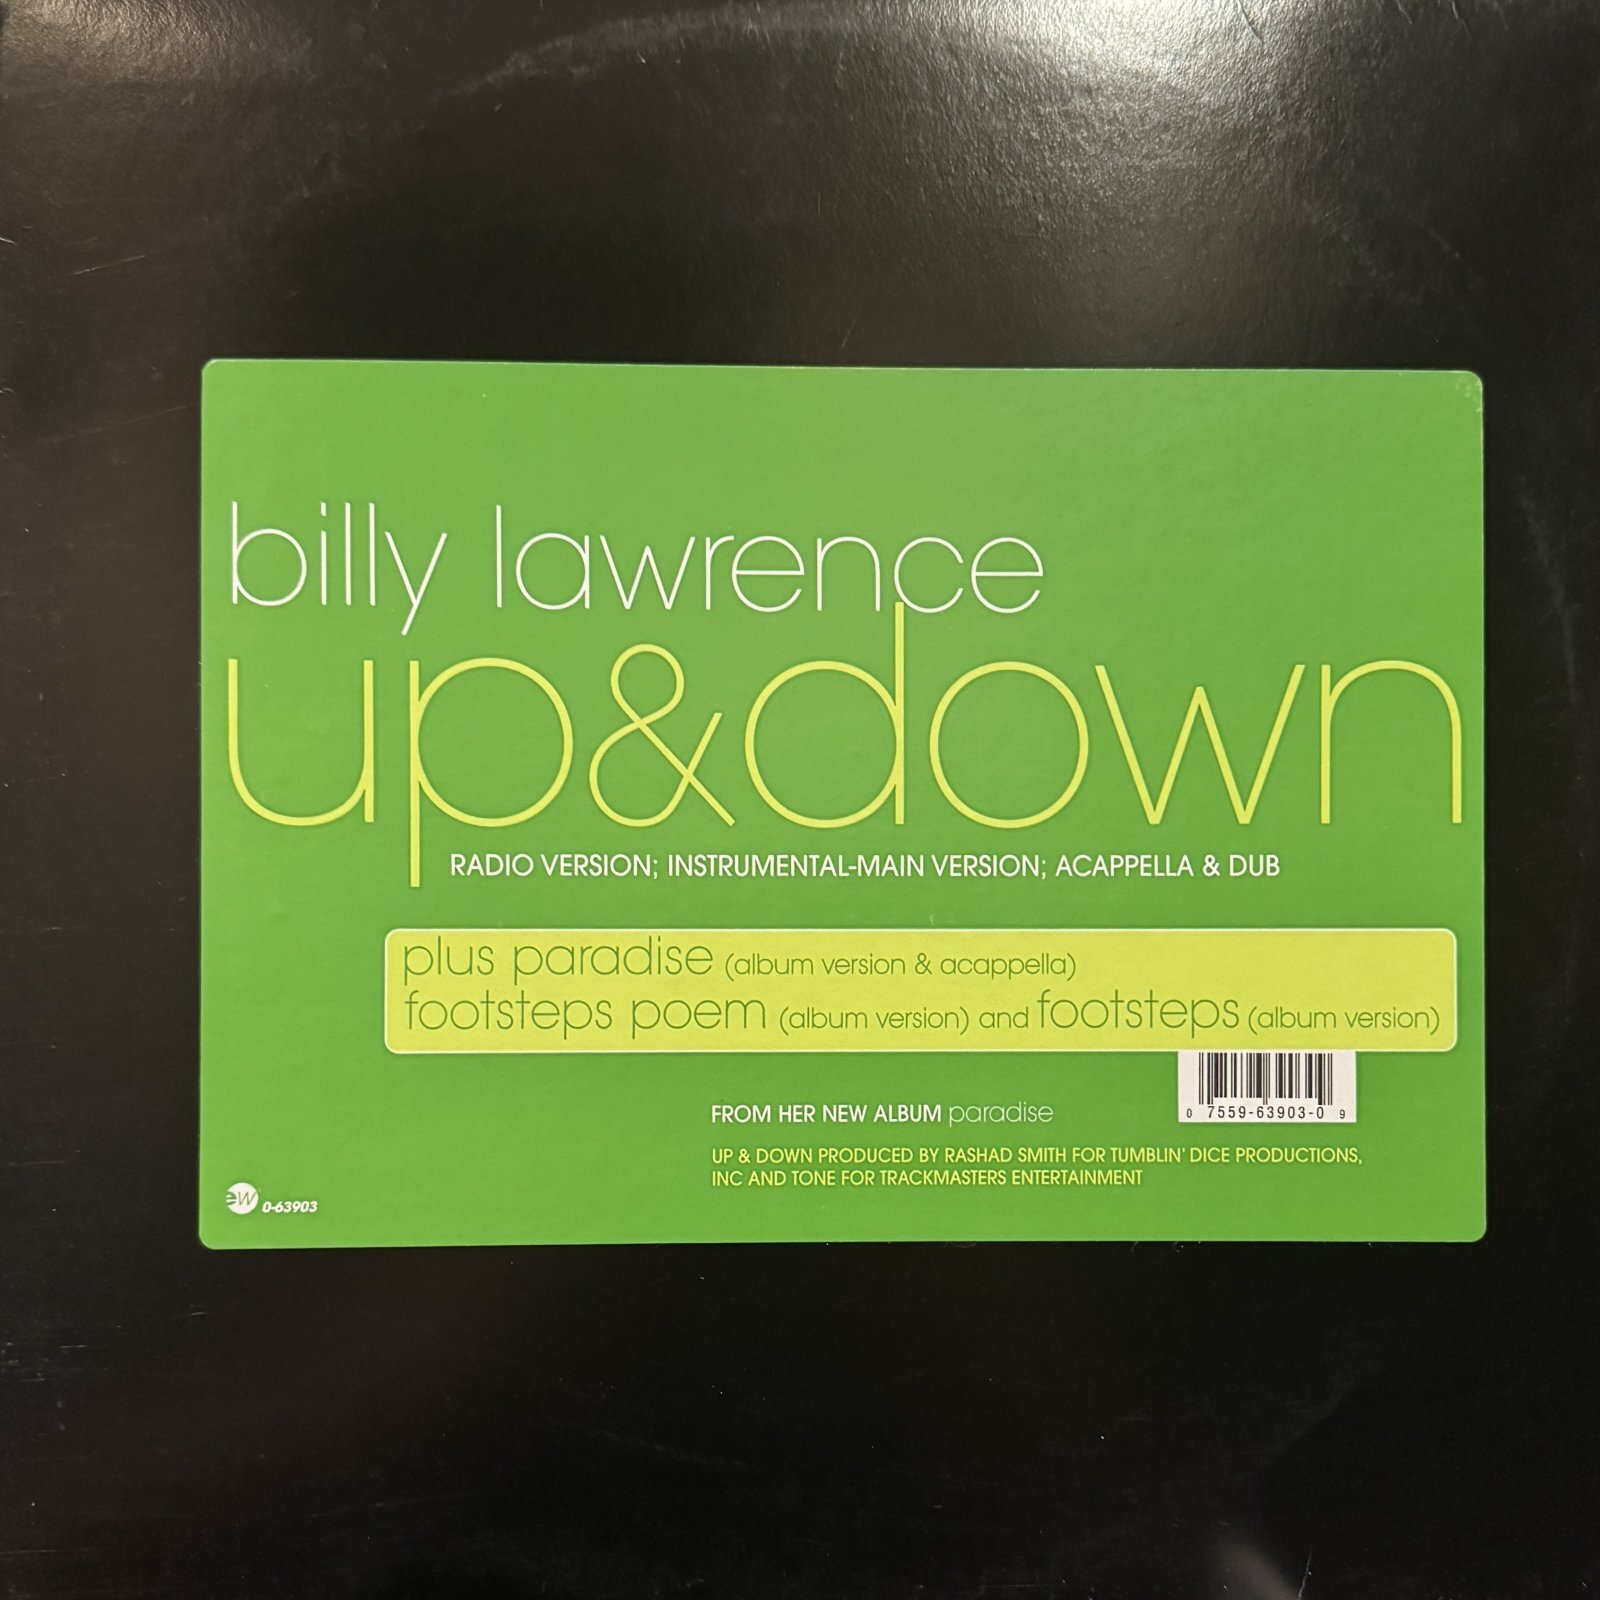 billy lawrence
up&down
RADIO VERSION; INSTRUMENTAL-MAIN VERSION; ACAPPELLA & DUB
plus paradise (album version & acappella)
footsteps poem (album version) and footsteps (album version)
0 7559-63903-0 9
FROM HER NEW ALBUM paradise
UP & DOWN PRODUCED BY RASHAD SMITH FOR TUMBLIN' DICE PRODUCTIONS,
INC AND TONE FOR TRACKMASTERS ENTERTAINMENT
ew 0-63903